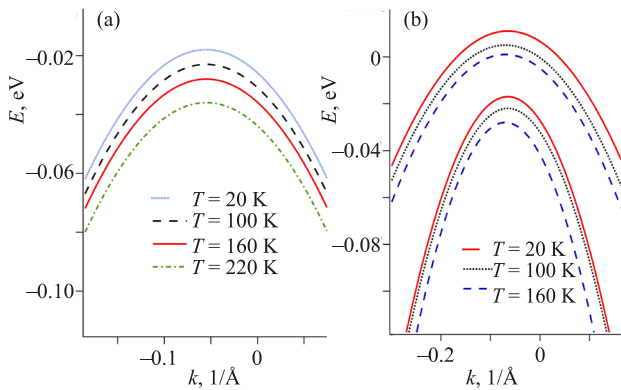 (a)
E, eV
–0.02
–0.06
–0.10
T = 20 K
T = 100 K
T = 160 K
T = 220 K
–0.1
0
k, 1/Å
(b)
E, eV
0
–0.04
–0.08
T = 20 K
T = 100 K
T = 160 K
–0.2
0
k, 1/Å